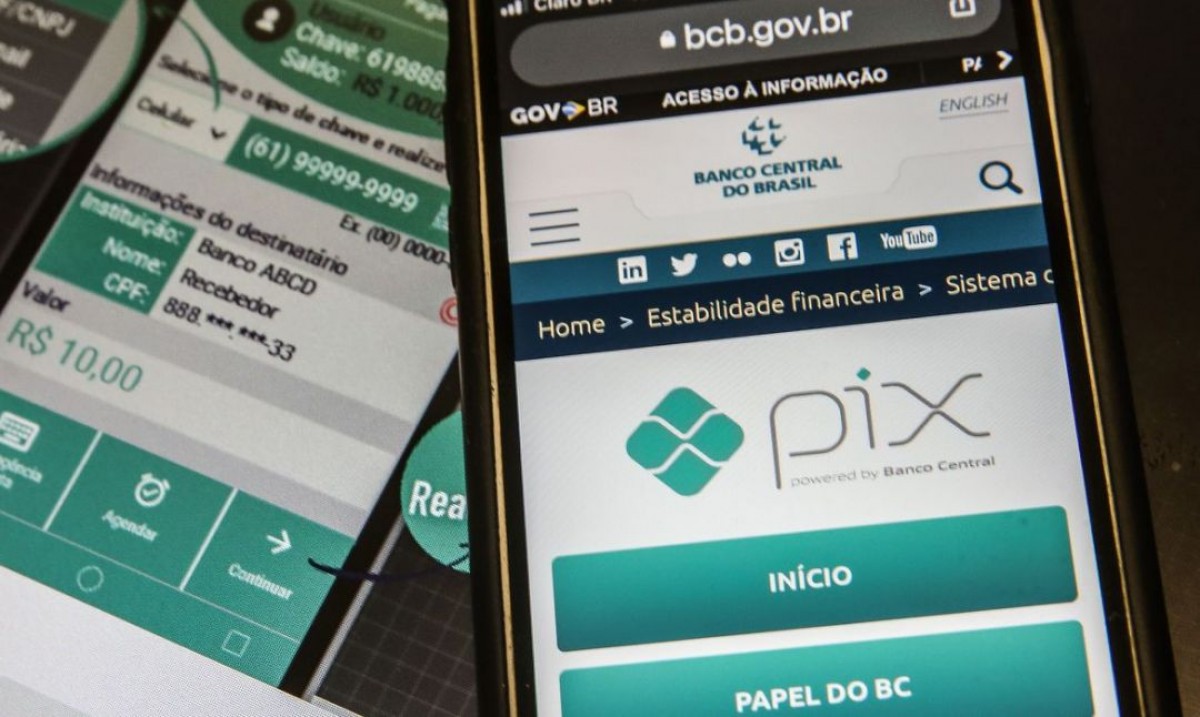 /CNPJ
Usuário
Chave: 619888
Saldo: R$ 1.000
Selecione o tipo de chave e realize
Celular
(61) 99999-9999
Ex. (00) 0000-
Informações do destinatário
Instituição: Banco ABCD
Nome: Recebedor
CPF: 888.***.***-33
Valor
R$ 10,00
Agendar
Continuar
Rea
Claro BR
bcb.gov.br
GOV BR
ACESSO À INFORMAÇÃO
ENGLISH
BANCO CENTRAL
DO BRASIL
in
f
You Tube
Home > Estabilidade financeira > Sistema
pix
powered by Banco Central
INÍCIO
PAPEL DO BC